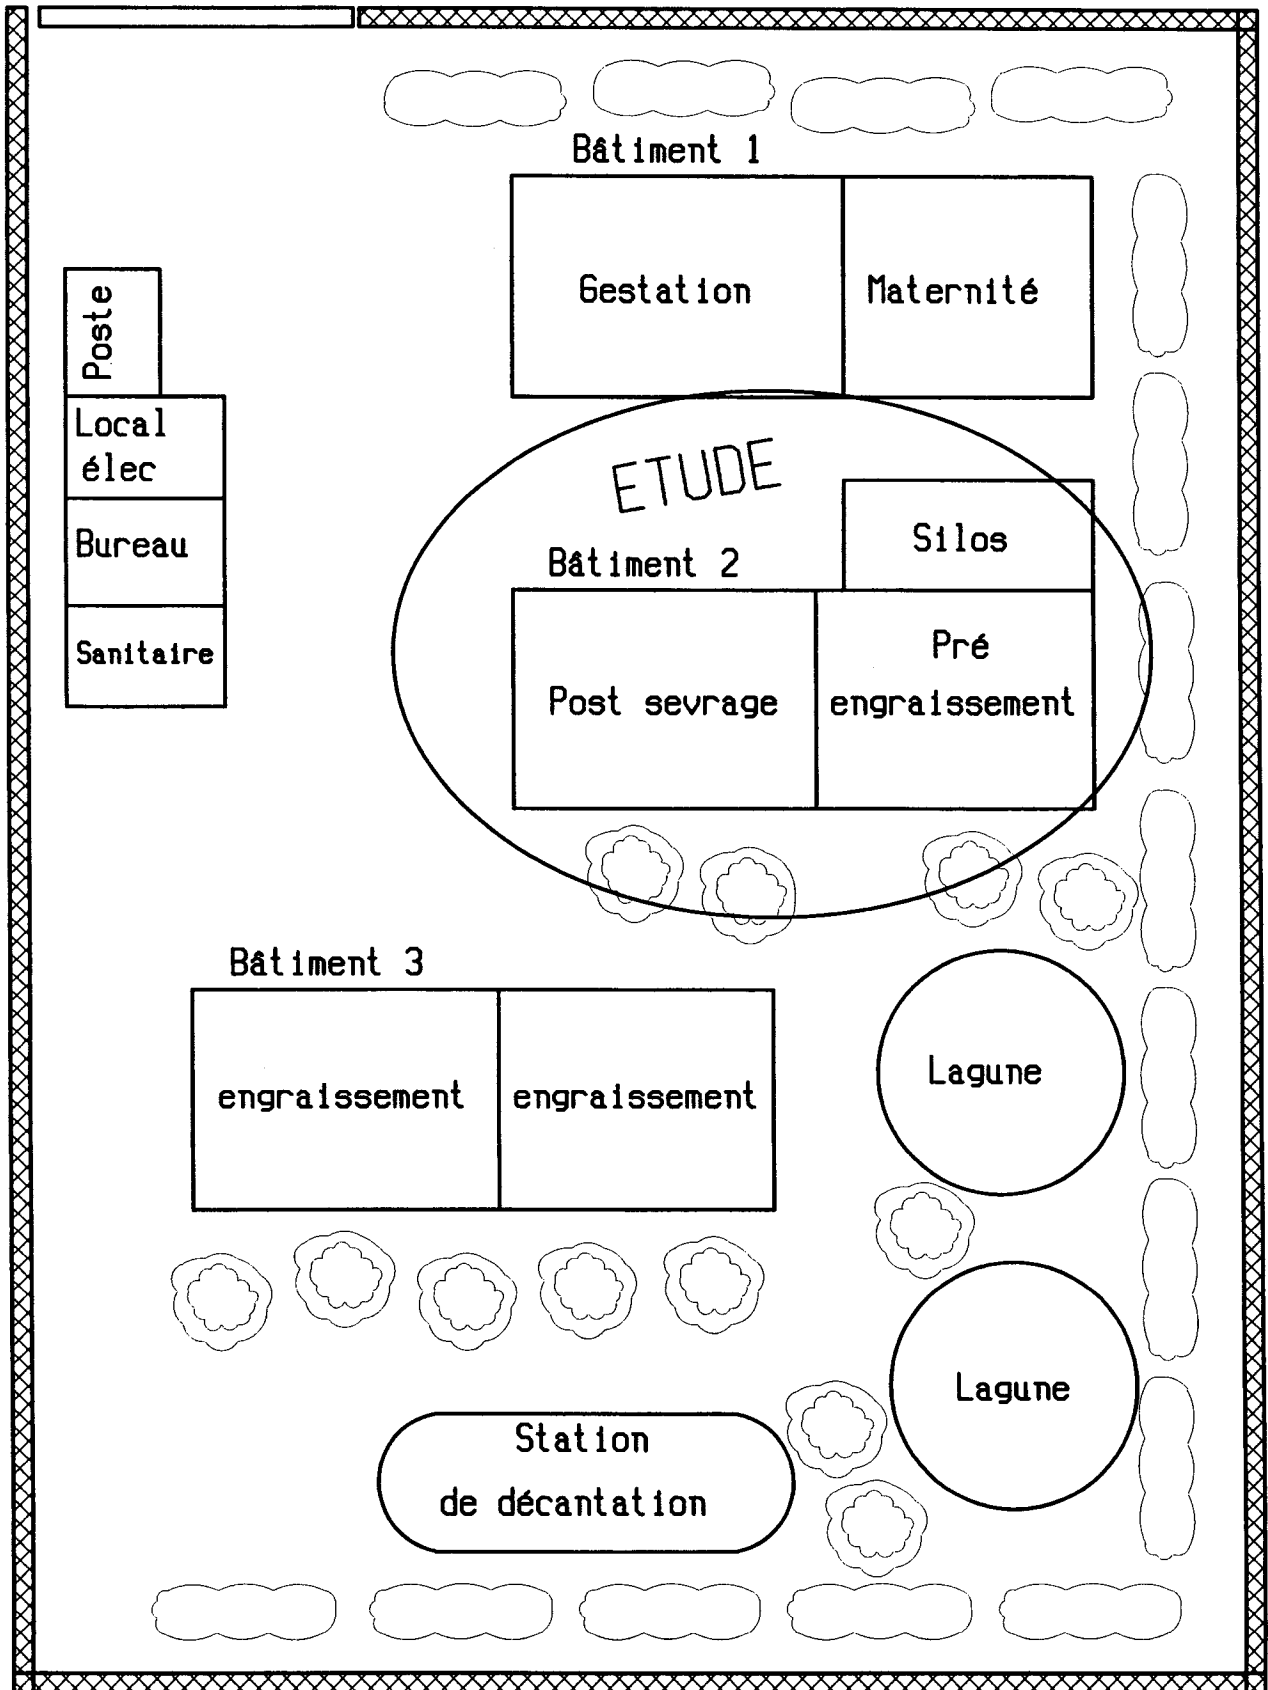 Bâtiment 1
Gestation
Maternité
Poste
Local
élec
Bureau
Sanitaire
ETUDE
Silos
Bâtiment 2
Post sevrage
Pré
engraissement
Bâtiment 3
engraissement
engraissement
Lagune
Lagune
Station
de décantation